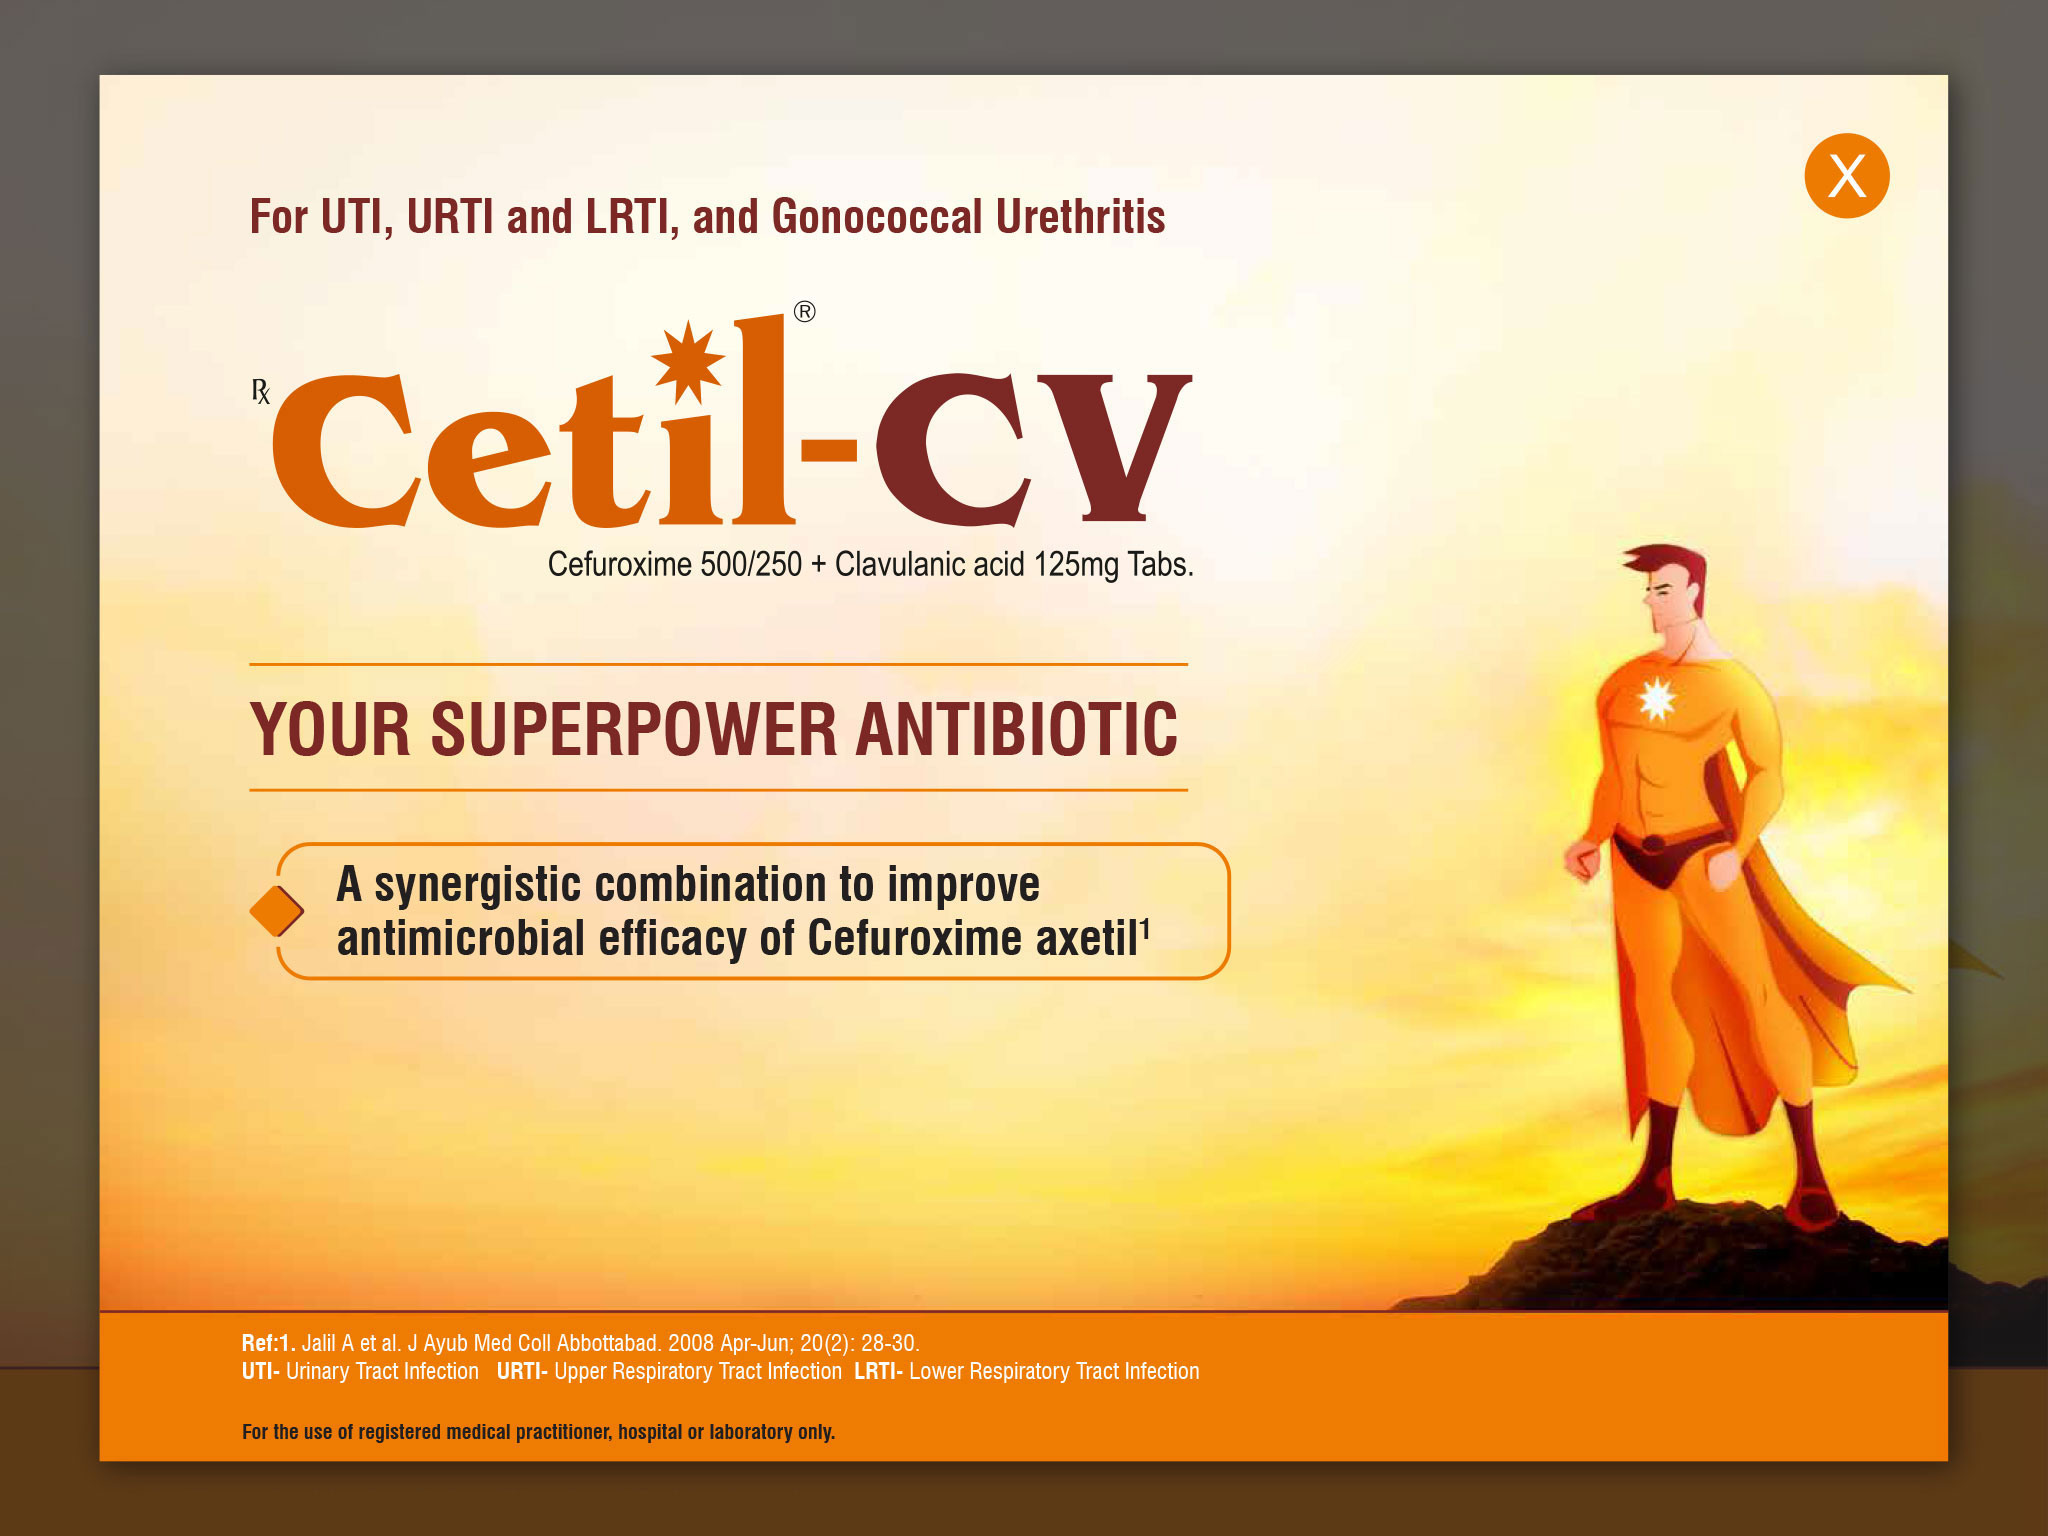 X
For UTI, URTI and LRTI, and Gonococcal Urethritis
℞ Cetil-CV®
Cefuroxime 500/250 + Clavulanic acid 125mg Tabs.
YOUR SUPERPOWER ANTIBIOTIC
A synergistic combination to improve
antimicrobial efficacy of Cefuroxime axetil¹
Ref:1. Jalil A et al. J Ayub Med Coll Abbottabad. 2008 Apr-Jun; 20(2): 28-30.
UTI- Urinary Tract Infection URTI- Upper Respiratory Tract Infection LRTI- Lower Respiratory Tract Infection
For the use of registered medical practitioner, hospital or laboratory only.